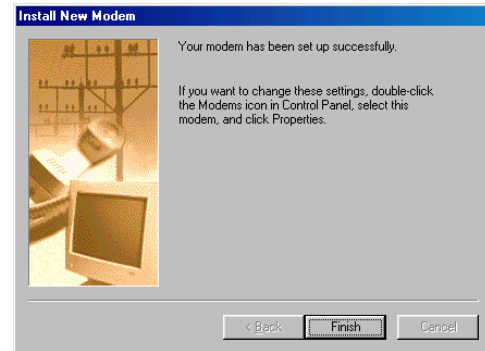 Install New Modem
Your modem has been set up successfully.
If you want to change these settings, double-click
the Modems icon in Control Panel, select this
modem, and click Properties.
< Back
Finish
Cancel